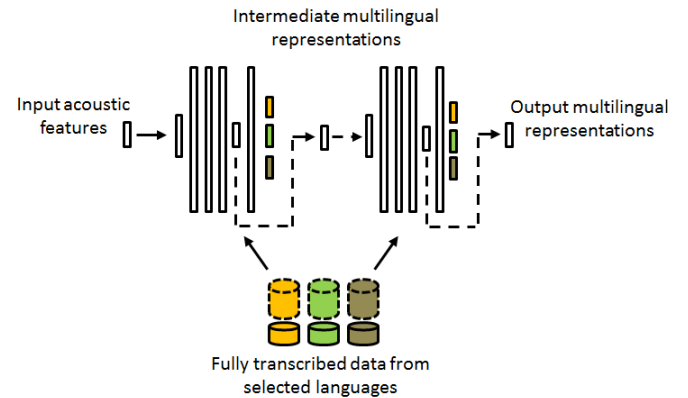 Intermediate multilingual
representations
Input acoustic
features
Output multilingual
representations
Fully transcribed data from
selected languages